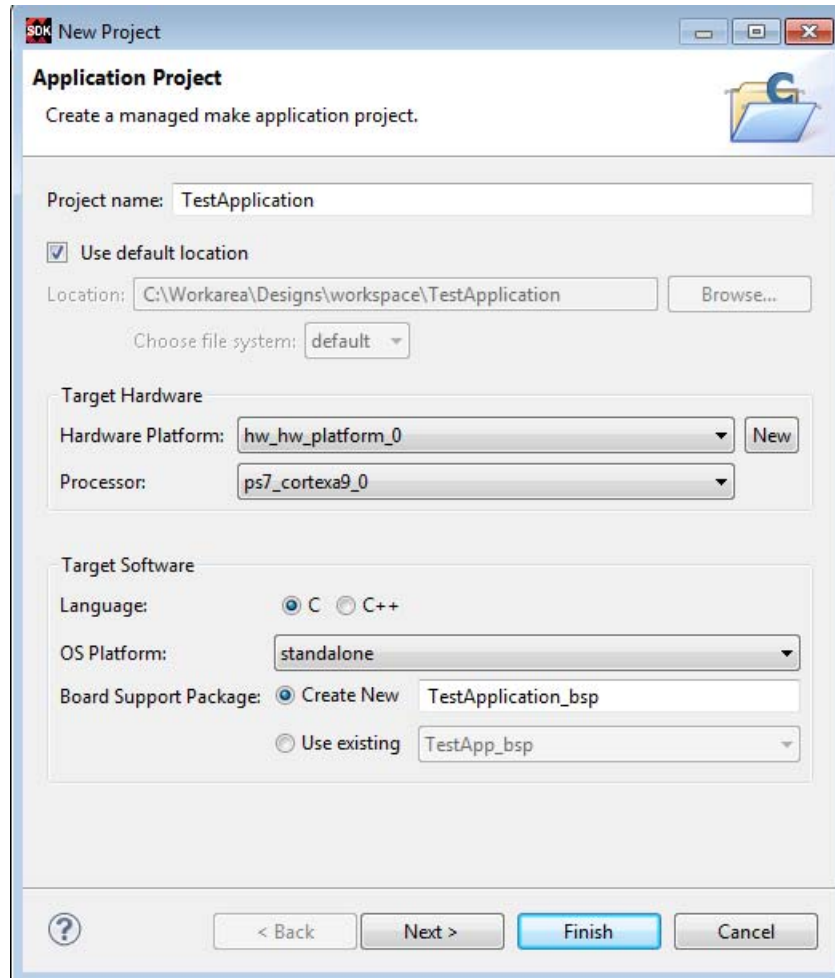 SDK New Project
Application Project
Create a managed make application project.
C
Project name: TestApplication
Use default location
Location: C:\Workarea\Designs\workspace\TestApplication Browse...
Choose file system: default
Target Hardware
Hardware Platform: hw_hw_platform_0 New
Processor: ps7_cortexa9_0
Target Software
Language: C C++
OS Platform: standalone
Board Support Package: Create New TestApplication_bsp
Use existing TestApp_bsp
? < Back Next > Finish Cancel